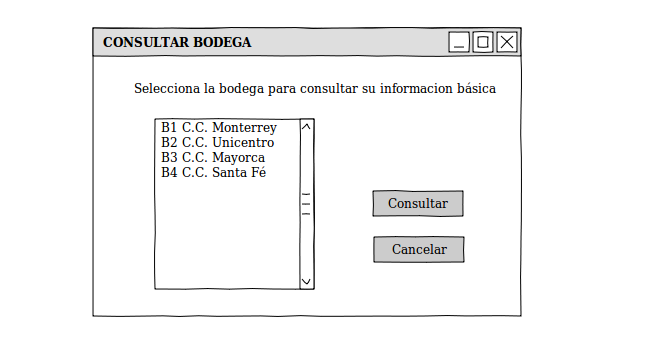 CONSULTAR BODEGA
Selecciona la bodega para consultar su informacion básica
B1 C.C. Monterrey
B2 C.C. Unicentro
B3 C.C. Mayorca
B4 C.C. Santa Fé
Consultar
Cancelar